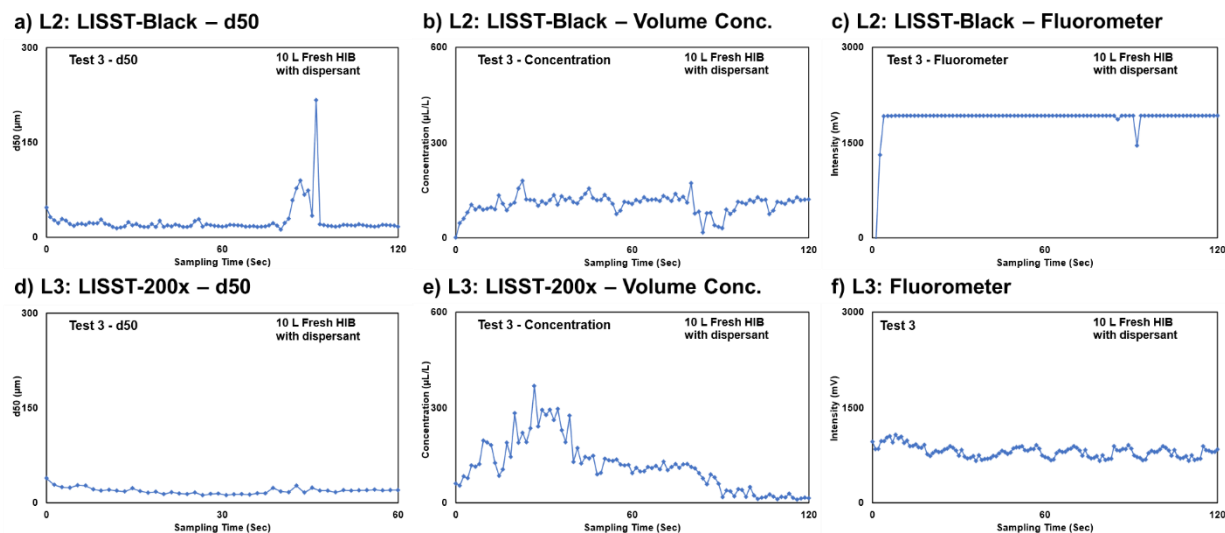 a) L2: LISST-Black – d50
300
Test 3 - d50
10 L Fresh HIB
with dispersant
d50 (µm)
150
0
0
60
120
Sampling Time (Sec)
b) L2: LISST-Black – Volume Conc.
600
Test 3 - Concentration
10 L Fresh HIB
with dispersant
Concentration (µL/L)
300
0
0
60
120
Sampling Time (Sec)
c) L2: LISST-Black – Fluorometer
3000
Test 3 - Fluorometer
10 L Fresh HIB
with dispersant
Intensity (mV)
1500
0
0
60
120
Sampling Time (Sec)
d) L3: LISST-200x – d50
300
Test 3 - d50
10 L Fresh HIB
with dispersant
d50 (µm)
150
0
0
30
60
Sampling Time (Sec)
e) L3: LISST-200x – Volume Conc.
600
Test 3 - Concentration
10 L Fresh HIB
with dispersant
Concentration (µL/L)
300
0
0
60
120
Sampling Time (Sec)
f) L3: Fluorometer
3000
Test 3
10 L Fresh HIB
with dispersant
Intensity (mV)
1500
0
0
60
120
Sampling Time (Sec)